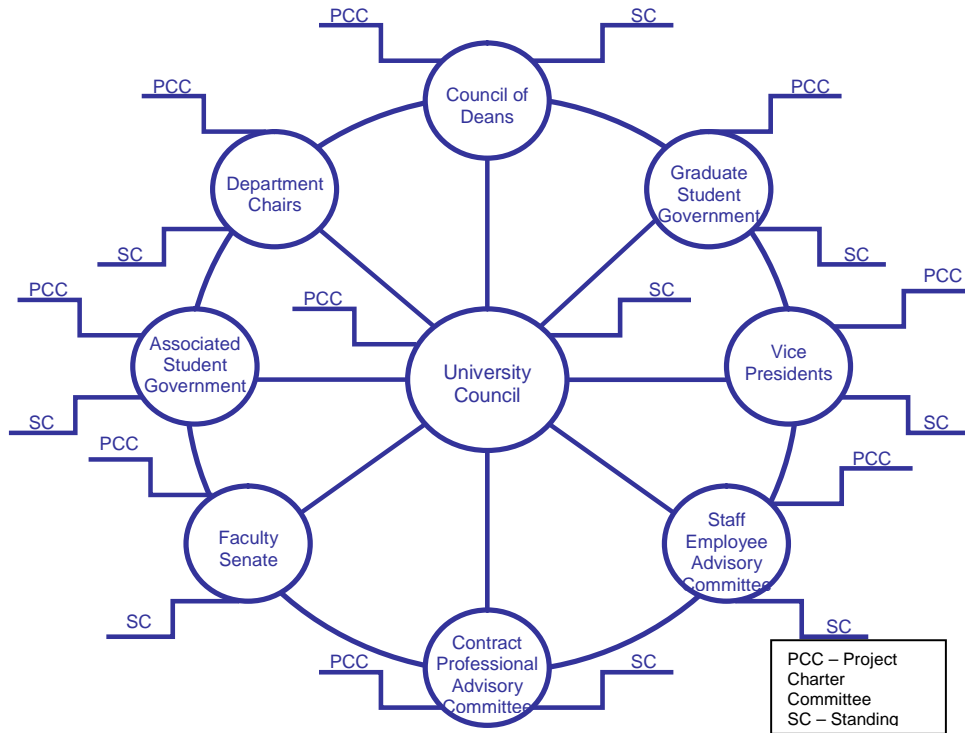 PCC
SC
Council of
Deans
PCC
PCC
Department
Chairs
Graduate
Student
Government
SC
SC
PCC
PCC
PCC
SC
Associated
Student
Government
University
Council
Vice
Presidents
SC
SC
PCC
PCC
Faculty
Senate
Staff
Employee
Advisory
Committee
SC
SC
Contract
Professional
Advisory
Committee
PCC
SC
PCC – Project
Charter
Committee
SC – Standing